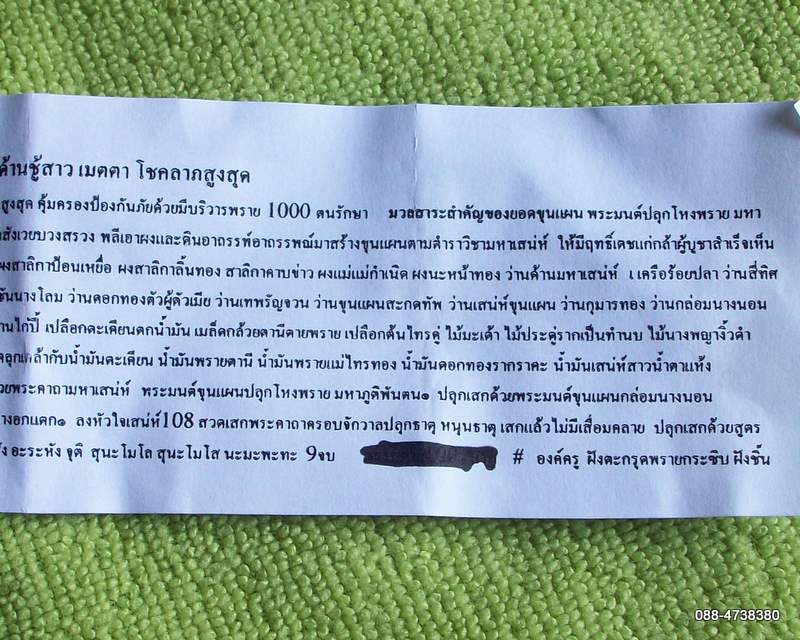 ด้านชู้สาว เมตตา โชคลาภสูงสุด
สูงสุด คุ้มครองป้องกันภัยด้วยมีบริวารพราย 1000 ตนรักษา มวลสาระสำคัญของยอดขุนแผน พระมนต์ปลุกโหงพราย มหา
สังเวยบวงสรวง พลีเอาผงและดินอาถรรพ์อาถรรพณ์มาสร้างขุนแผนตามตำราวิชามหาเสน่ห์ ให้มีฤทธิ์เดชแก่กล้าผู้บูชาสำเร็จเห็น
ผงสาลิกาป้อนเหยื่อ ผงสาลิกาลิ้นทอง สาลิกาคาบข่าว ผงแม่แม่กำเนิด ผงนะหน้าทอง ว่านด้านมหาเสน่ห์ เครือร้อยปลา ว่านสี่ทิศ
นางโลม ว่านดอกทองตัวผู้ตัวเมีย ว่านเทพรัญจวน ว่านขุนแผนสะกดทัพ ว่านเสน่ห์ขุนแผน ว่านกุมารทอง ว่านกล่อมนางนอน
านไก่ปี้ เปลือกตะเคียนตกน้ำมัน เมล็ดกล้วยตานีตายพราย เปลือกต้นไทรคู่ ไม้มะเด้า ไม้ประดู่รากเป็นทำนบ ไม้นางพญางิ้วดำ
คลุกเคล้ากับน้ำมันตะเคียน น้ำมันพรายตานี น้ำมันพรายแม่ไทรทอง น้ำมันดอกทองรากราคะ น้ำมันเสน่ห์สาวน้ำตาแห้ง
วยพระคาถามหาเสน่ห์ พระมนต์ขุนแผนปลุกโหงพราย มหาภูติพันตน๑ ปลุกเสกด้วยพระมนต์ขุนแผนกล่อมนางนอน
างอกแตก๑ ลงหัวใจเสน่ห์108 สวดเสกพระคาถาครอบจักวาลปลุกธาตุ หนุนธาตุ เสกแล้วไม่มีเสื่อมคลาย ปลุกเสกด้วยสูตร
อะระหัง จุติ สุนะโมโล สุนะโมโส นะมะพะทะ 9จบ # องค์ครู ฝังตะกรุดพรายกระซิบ ฝังชิ้น
088-4738380